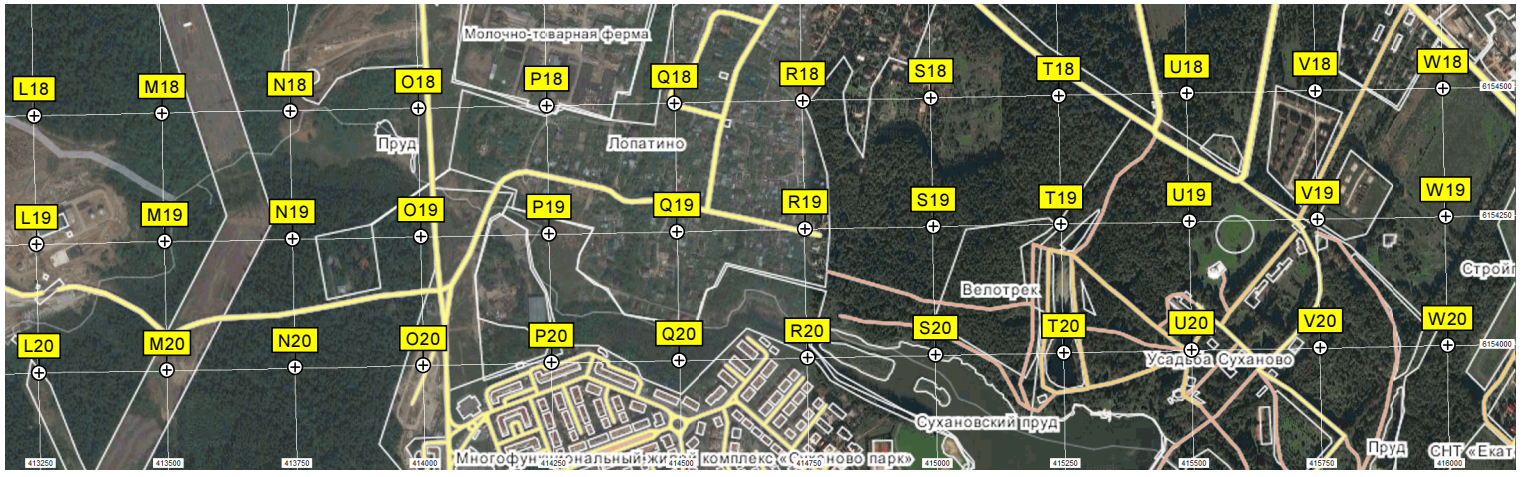 Молочно-товарная ферма
L18 M18 N18 O18 P18 Q18 R18 S18 T18 U18 V18 W18
6154500
Пруд
Лопатино
L19 M19 N19 O19 P19 Q19 R19 S19 T19 U19 V19 W19
6154250
Стройп
Велотрек
L20 M20 N20 O20 P20 Q20 R20 S20 T20 U20 V20 W20
6154000
Усадьба Суханово
Сухановский пруд
Пруд
СНТ «Екат
Многофункциональный жилой комплекс «Суханово парк»
413250 413500 413750 414000 414250 414500 414750 415000 415250 415500 415750 416000